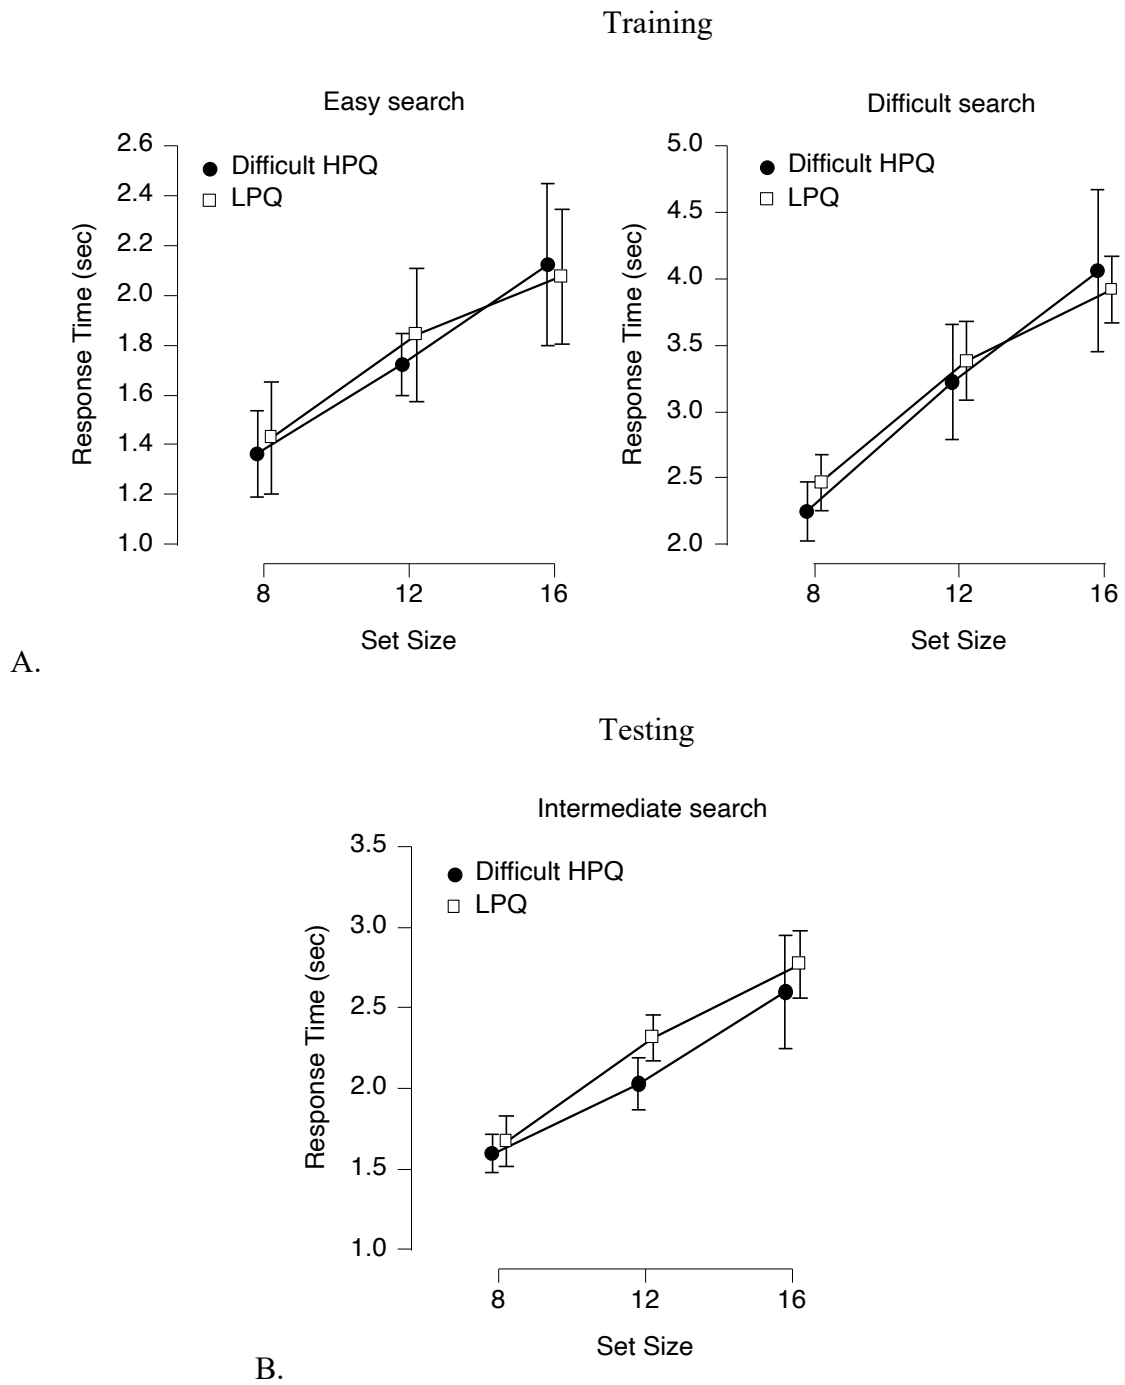 Training
Easy search
2.6
2.4
2.2
2.0
1.8
1.6
1.4
1.2
1.0
Response Time (sec)
Difficult HPQ
LPQ
8 12 16
Set Size
Difficult search
5.0
4.5
4.0
3.5
3.0
2.5
2.0
Response Time (sec)
Difficult HPQ
LPQ
8 12 16
Set Size
A.
Testing
Intermediate search
3.5
3.0
2.5
2.0
1.5
1.0
Response Time (sec)
Difficult HPQ
LPQ
8 12 16
Set Size
B.